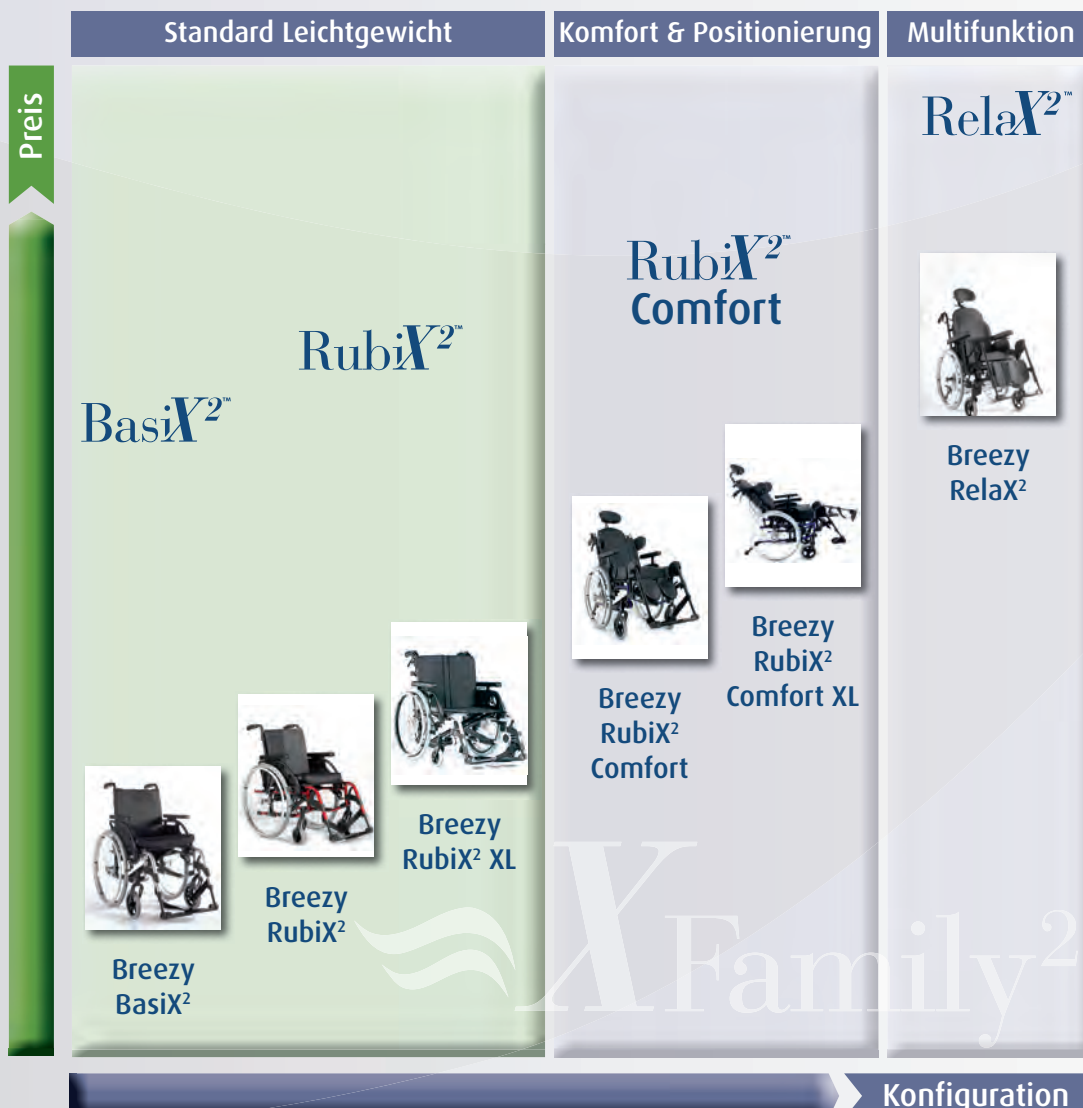 Standard Leichtgewicht
Komfort & Positionierung
Multifunktion
Preis
RelaX²™
RubiX²™
Comfort
RubiX²™
BasiX²™
Breezy
RelaX²
Breezy
RubiX²
Comfort XL
Breezy
RubiX²
Comfort
Breezy
RubiX² XL
Breezy
RubiX²
Breezy
BasiX²
XFamily²
Konfiguration